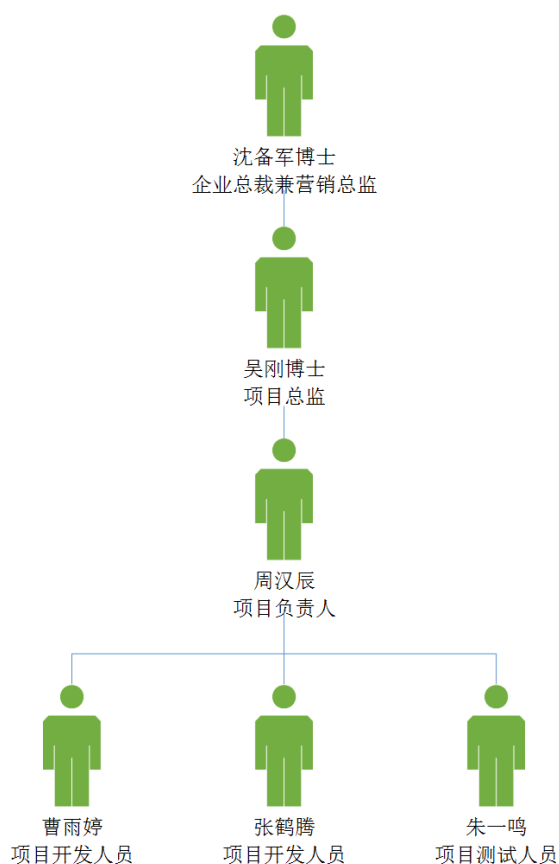 沈备军博士
企业总裁兼营销总监
吴刚博士
项目总监
周汉辰
项目负责人
曹雨婷
项目开发人员
张鹤腾
项目开发人员
朱一鸣
项目测试人员